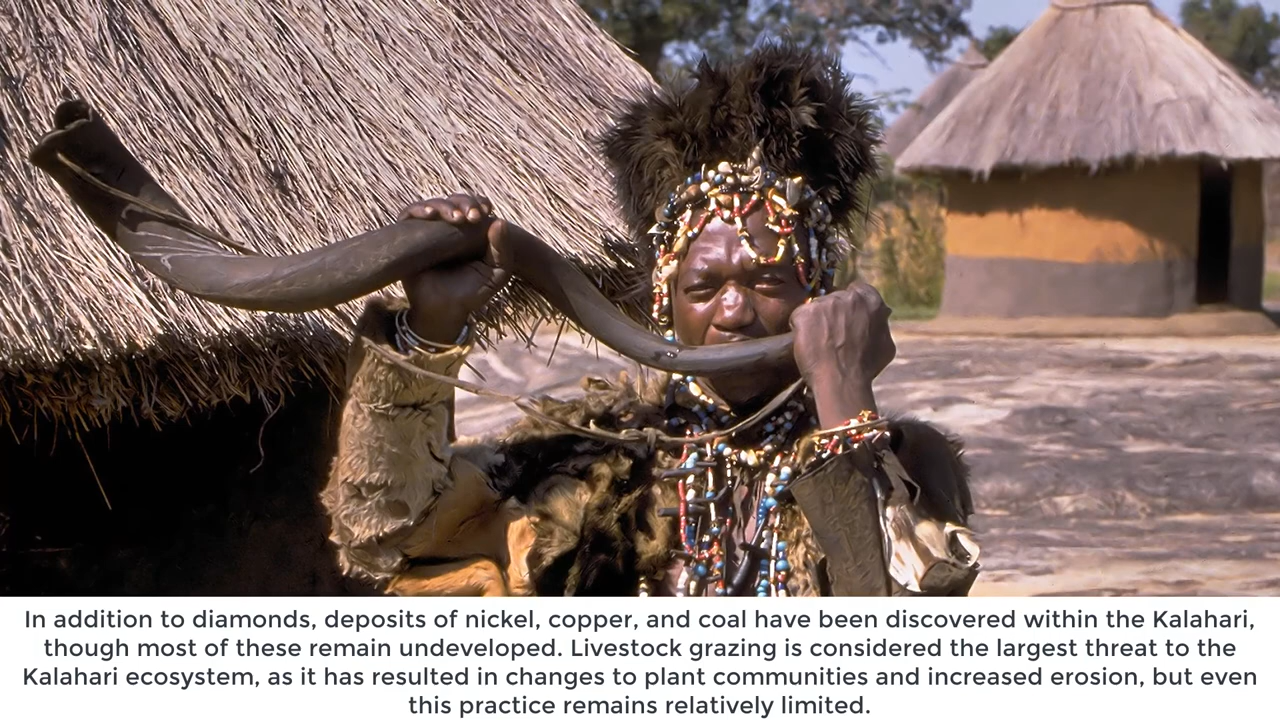 In addition to diamonds, deposits of nickel, copper, and coal have been discovered within the Kalahari,
though most of these remain undeveloped. Livestock grazing is considered the largest threat to the
Kalahari ecosystem, as it has resulted in changes to plant communities and increased erosion, but even
this practice remains relatively limited.